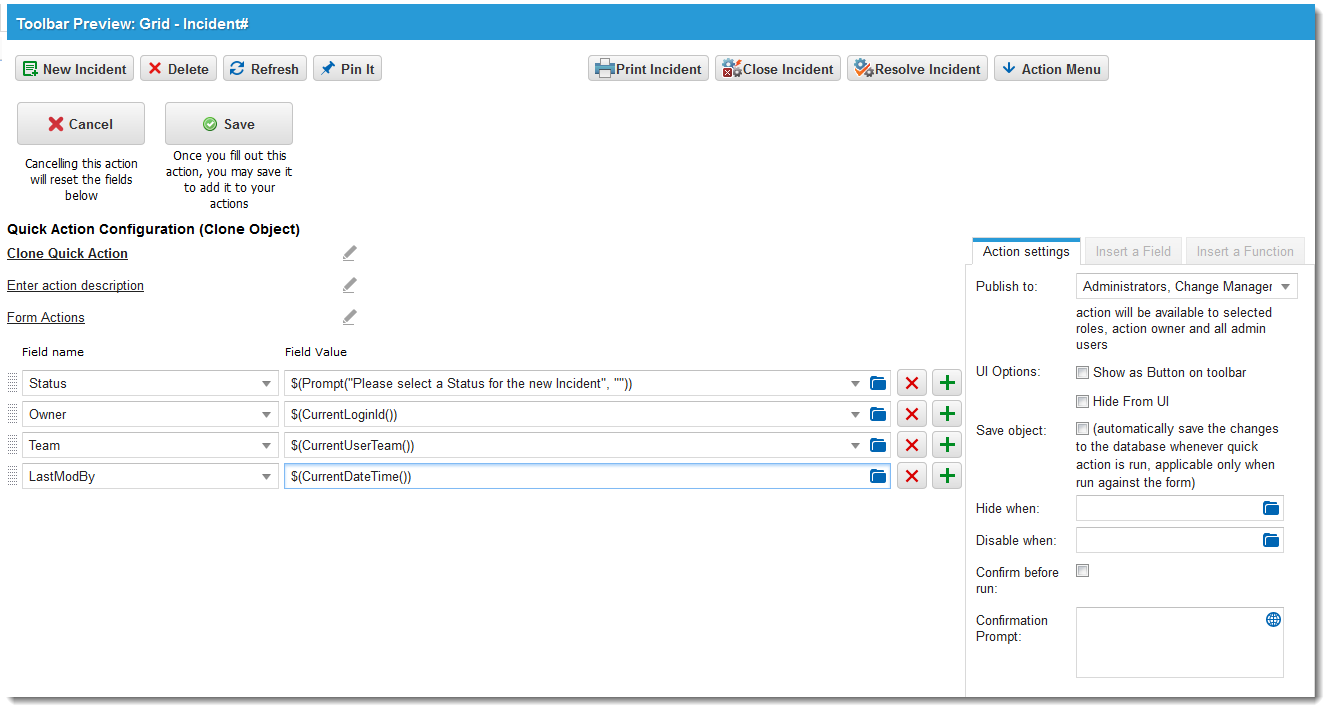 Toolbar Preview: Grid - Incident#
New Incident Delete Refresh Pin It Print Incident Close Incident Resolve Incident Action Menu
Cancel Save
Cancelling this action
will reset the fields
below
Once you fill out this
action, you may save it
to add it to your
actions
Quick Action Configuration (Clone Object)
Clone Quick Action
Enter action description
Form Actions
Field name Field Value
Status $(Prompt("Please select a Status for the new Incident", ""))
Owner $(CurrentLoginId())
Team $(CurrentUserTeam())
LastModBy $(CurrentDateTime())
Action settings Insert a Field Insert a Function
Publish to: Administrators, Change Manager
action will be available to selected
roles, action owner and all admin
users
UI Options: Show as Button on toolbar
Hide From UI
Save object: (automatically save the changes
to the database whenever quick
action is run, applicable only when
run against the form)
Hide when:
Disable when:
Confirm before
run:
Confirmation
Prompt: